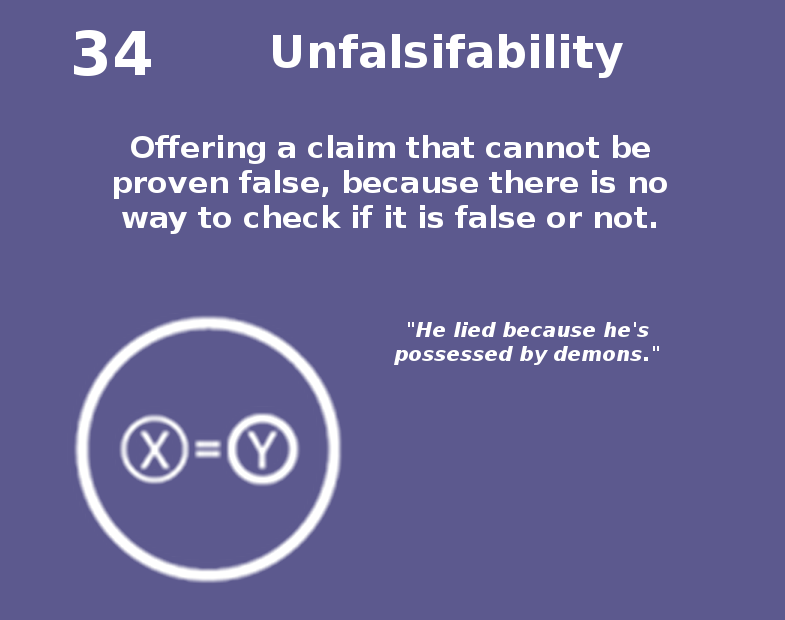 34 Unfalsifability
Offering a claim that cannot be
proven false, because there is no
way to check if it is false or not.
"He lied because he's
possessed by demons."
X = Y